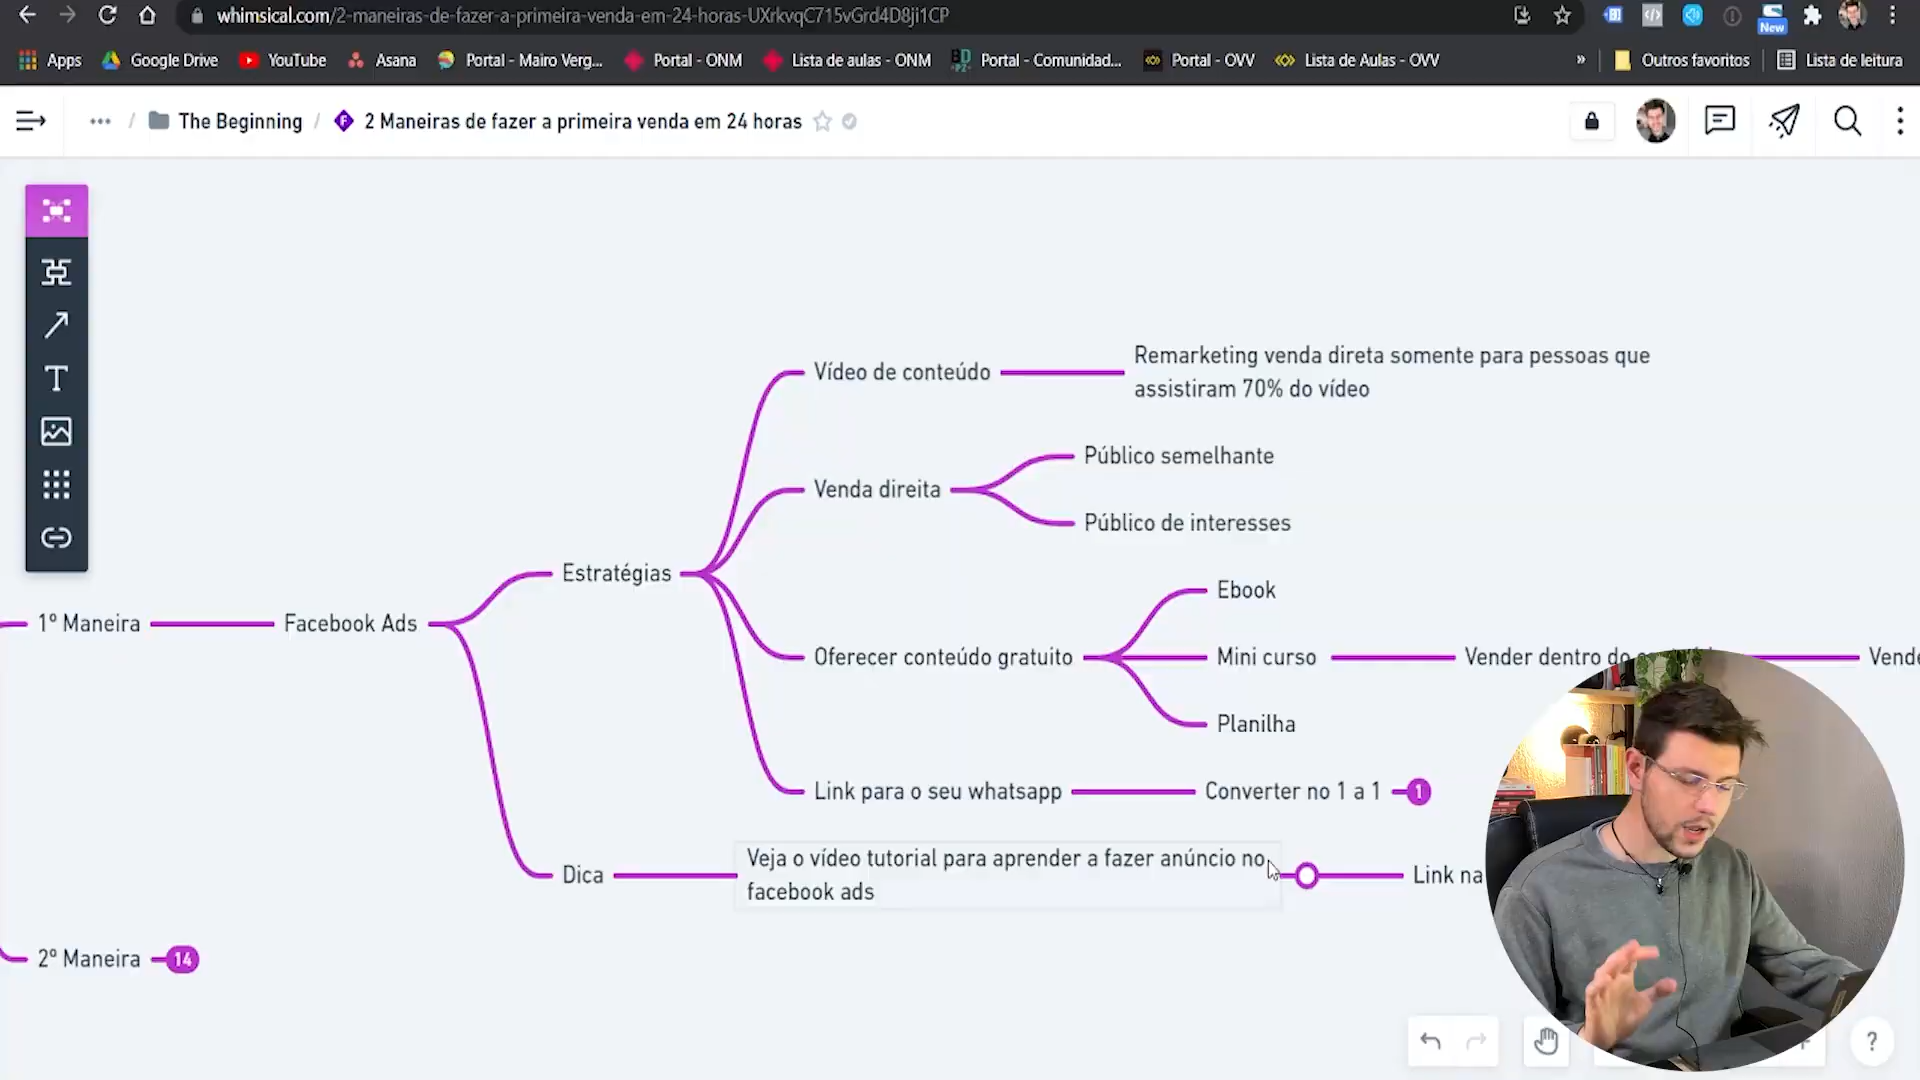 whimsical.com/2-maneiras-de-fazer-a-primeira-venda-em-24-horas-UXrkvqC715vGrd4D8ji1CP
New
Apps
Google Drive
YouTube
Asana
Portal - Mairo Verg...
Portal - ONM
Lista de aulas - ONM
Portal - Comunidad...
Portal - OVV
Lista de Aulas - OVV
»
Outros favoritos
Lista de leitura
... / The Beginning / 2 Maneiras de fazer a primeira venda em 24 horas
Remarketing venda direta somente para pessoas que
assistiram 70% do vídeo
Vídeo de conteúdo
Público semelhante
Venda direita
Público de interesses
Estratégias
Ebook
1º Maneira
Facebook Ads
Oferecer conteúdo gratuito
Mini curso
Vender dentro do
Planilha
Link para o seu whatsapp
Converter no 1 a 1
1
Dica
Veja o vídeo tutorial para aprender a fazer anúncio no
facebook ads
Link na
2º Maneira
14
?